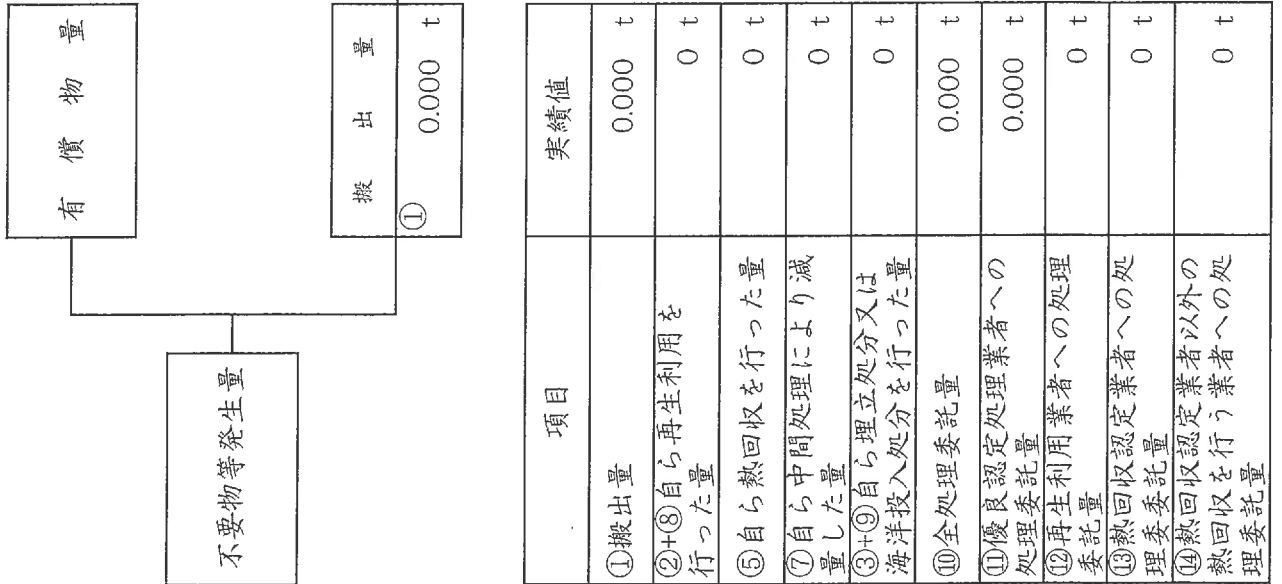 有償物量
不要物等発生量
搬出量
① 0.000 t
項目 実績値
①搬出量 0.000 t
②+⑧自ら再生利用を
行った量 0 t
⑤自ら熱回収を行った量 0 t
⑦自ら中間処理により減
量した量 0 t
③+⑨自ら埋立処分又は
海洋投入処分を行った量 0 t
⑩全処理委託量 0.000 t
⑪優良認定処理業者への
処理委託量 0.000 t
⑫再生利用業者への処理
委託量 0 t
⑬熱回収認定業者への処
理委託量 0 t
⑭熱回収認定業者以外の
熱回収を行う業者への処
理委託量 0 t